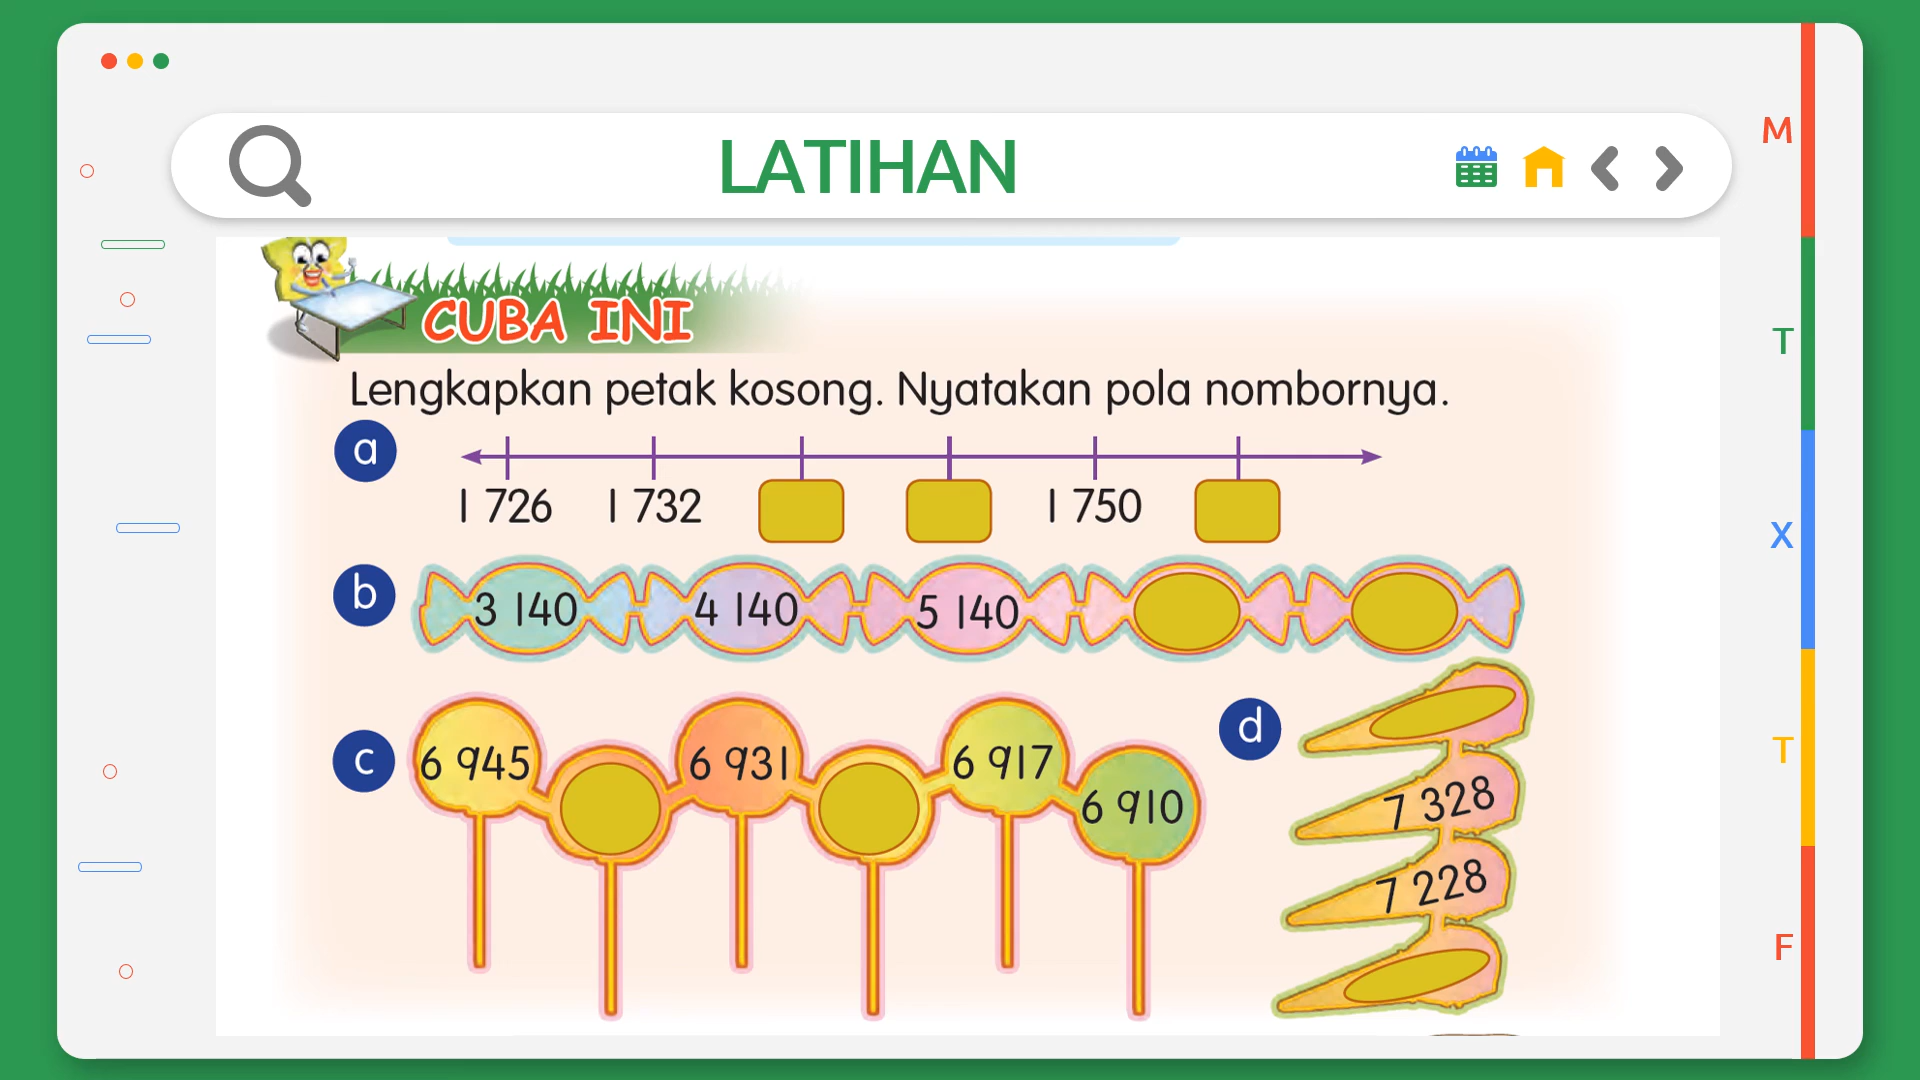 LATIHAN
M
T
X
T
F
CUBA INI
Lengkapkan petak kosong. Nyatakan pola nombornya.
a
1 726 1 732 1 750
b
3 140 4 140 5 140
c
6 945 6 931 6 917 6 910
d
7 328
7 228